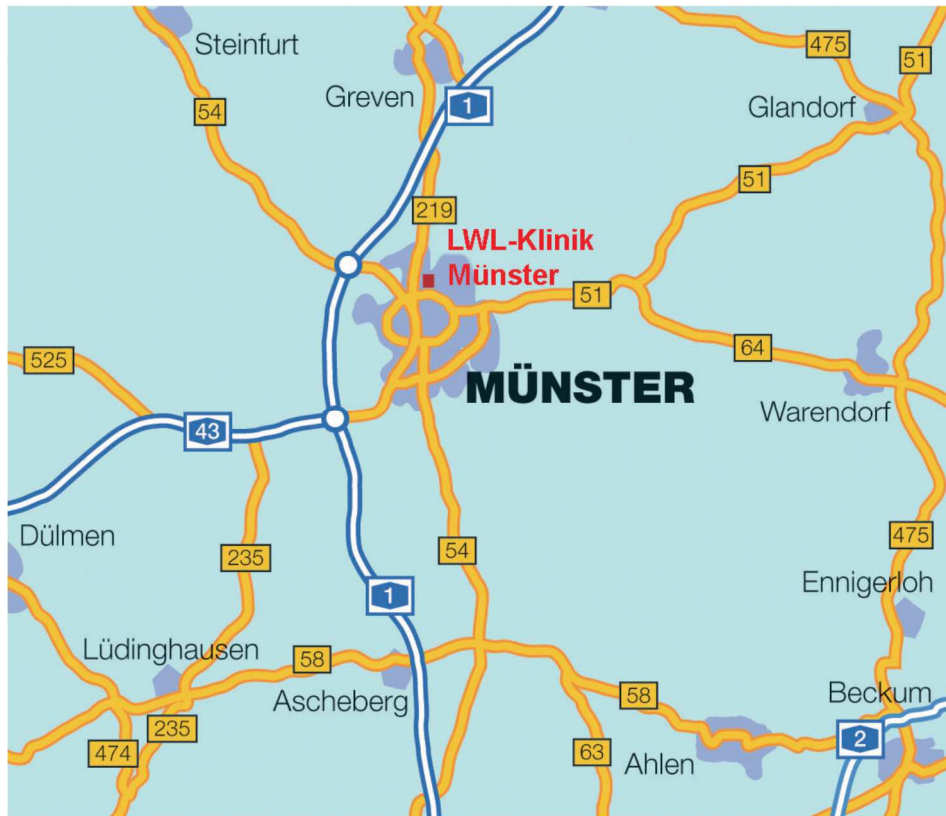 Steinfurt
475
51
Greven
54
1
Glandorf
51
219
LWL-Klinik
Münster
51
64
525
MÜNSTER
Warendorf
43
Dülmen
475
235
54
Ennigerloh
1
Lüdinghausen
58
Ascheberg
58
Beckum
235
474
63
Ahlen
2